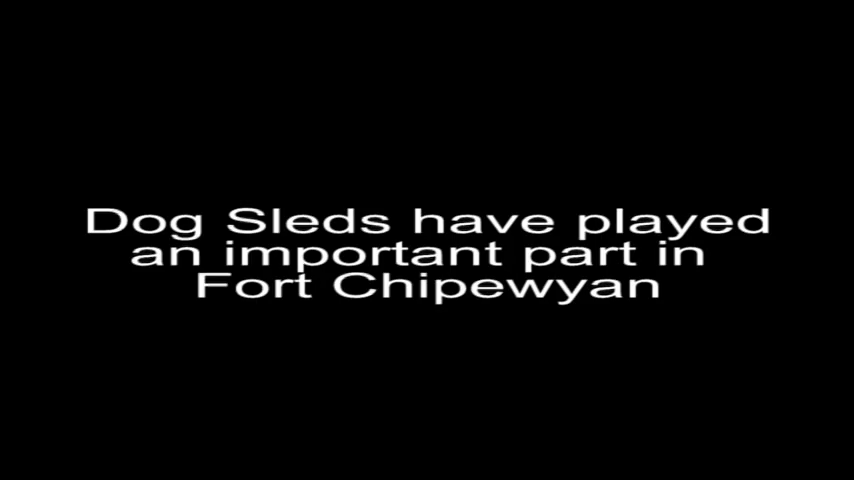 Dog Sleds have played
an important part in
Fort Chipewyan